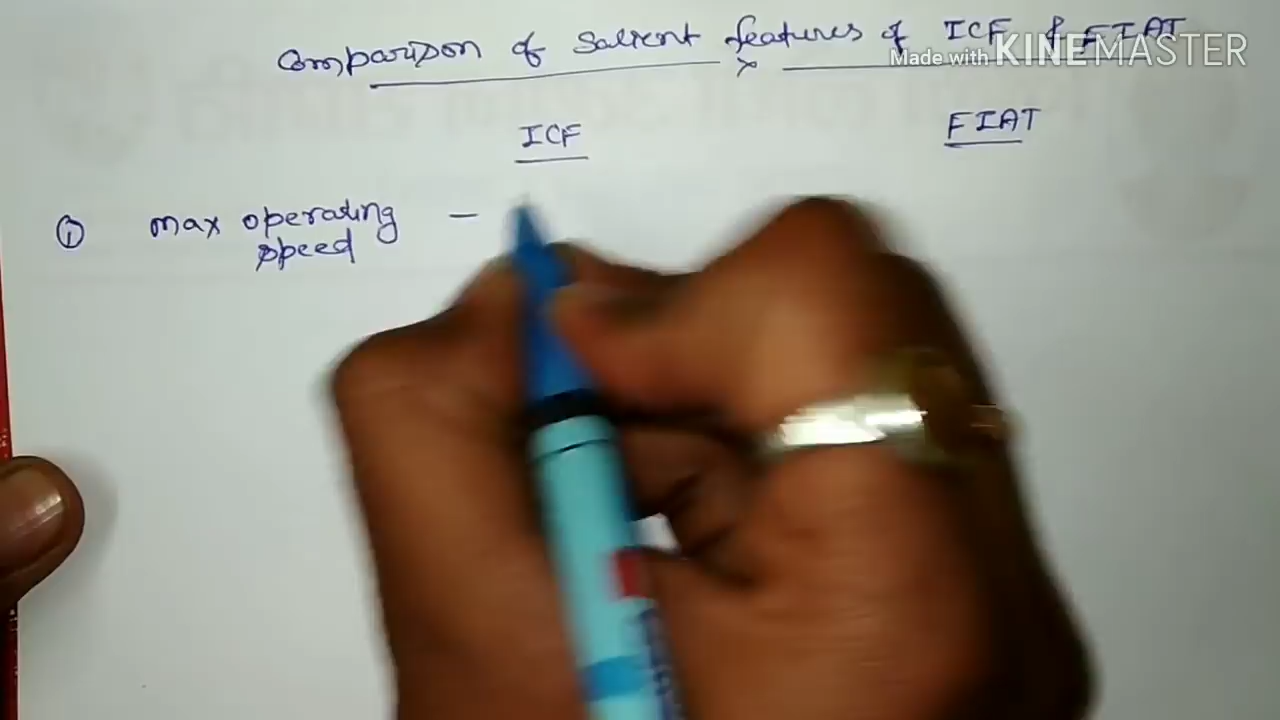 Comparison of Salient features of ICF & FIAT
Made with KINEMASTER
ICF
FIAT
① Max operating —
speed